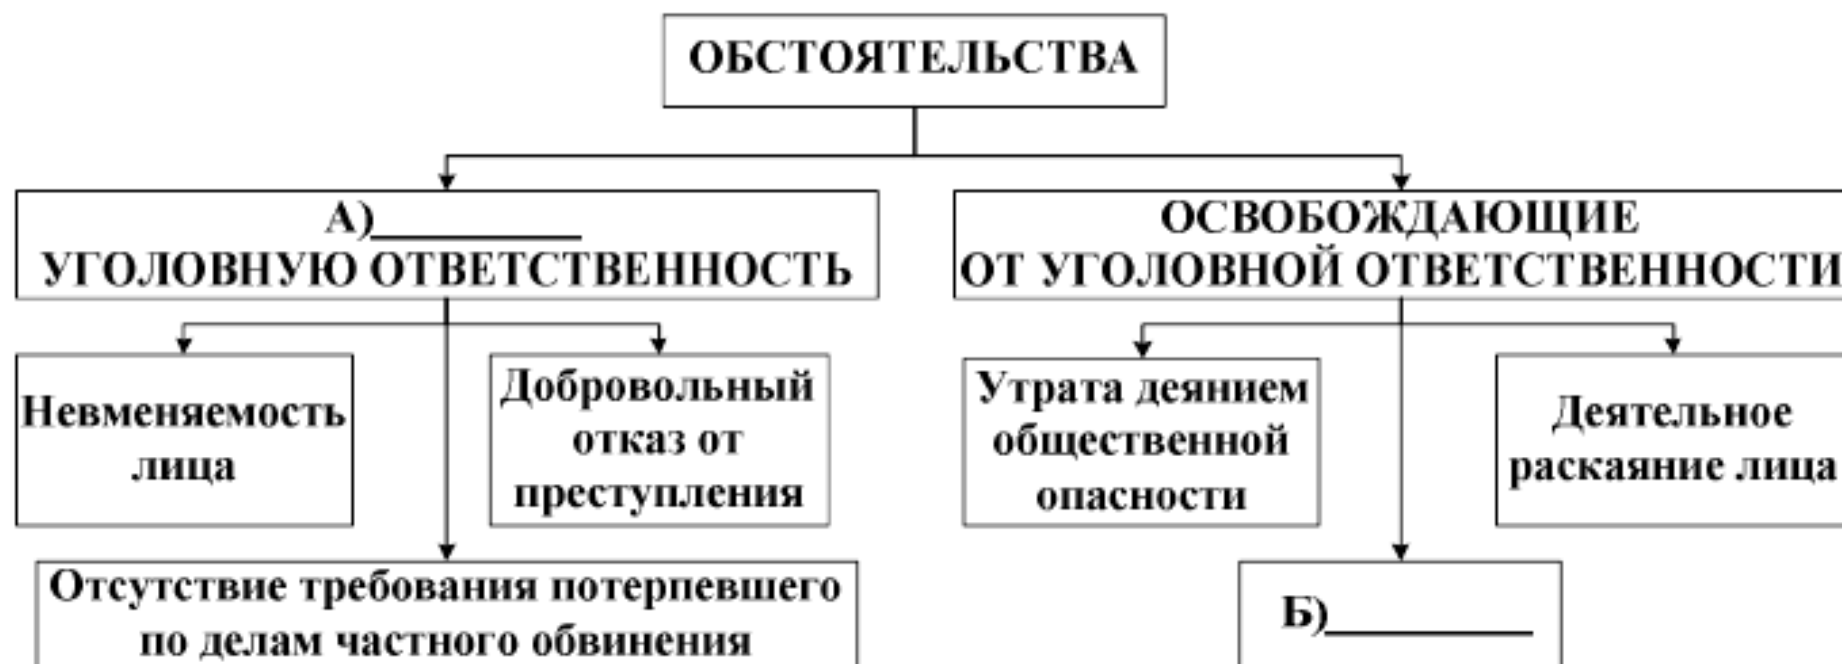 ОБСТОЯТЕЛЬСТВА
А)__________
УГОЛОВНУЮ ОТВЕТСТВЕННОСТЬ
ОСВОБОЖДАЮЩИЕ
ОТ УГОЛОВНОЙ ОТВЕТСТВЕННОСТИ
Невменяемость
лица
Добровольный
отказ от
преступления
Утрата деянием
общественной
опасности
Деятельное
раскаяние лица
Отсутствие требования потерпевшего
по делам частного обвинения
Б)__________